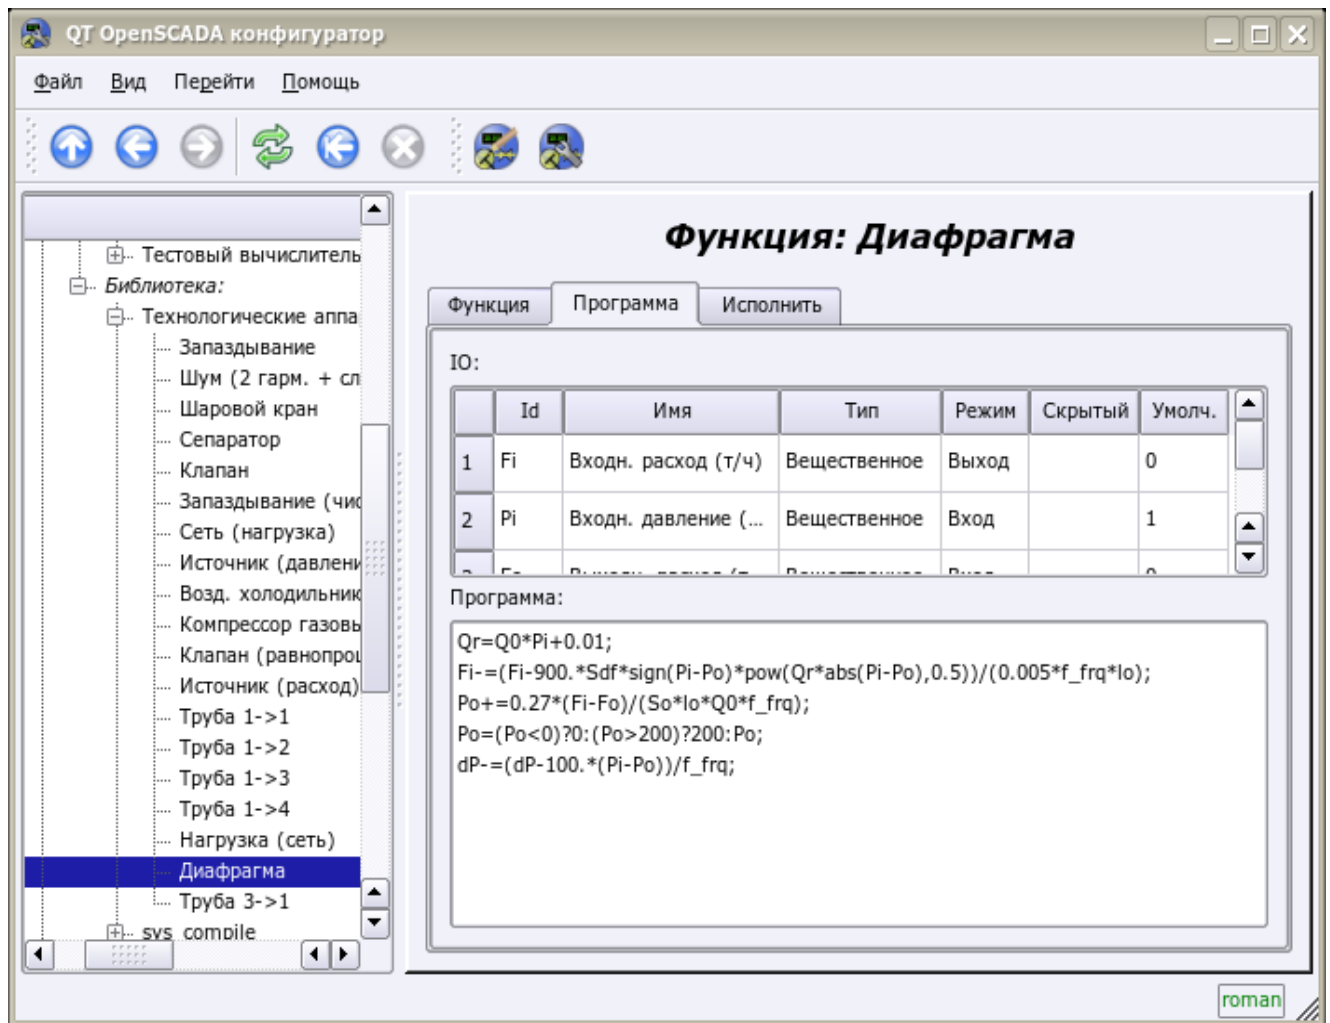 QT OpenSCADA конфигуратор
Файл Вид Перейти Помощь
Тестовый вычислитель
Библиотека:
Технологические аппа
Запаздывание
Шум (2 гарм. + сл
Шаровой кран
Сепаратор
Клапан
Запаздывание (чис
Сеть (нагрузка)
Источник (давлени
Возд. холодильник
Компрессор газовы
Клапан (равнопроц
Источник (расход)
Труба 1->1
Труба 1->2
Труба 1->3
Труба 1->4
Нагрузка (сеть)
Диафрагма
Труба 3->1
sys_compile
Функция: Диафрагма
Функция Программа Исполнить
IO:
Id Имя Тип Режим Скрытый Умолч.
1 Fi Входн. расход (т/ч) Вещественное Выход 0
2 Pi Входн. давление (... Вещественное Вход 1
Программа:
Qr=Q0*Pi+0.01;
Fi-=(Fi-900.*Sdf*sign(Pi-Po)*pow(Qr*abs(Pi-Po),0.5))/(0.005*f_frq*lo);
Po+=0.27*(Fi-Fo)/(So*lo*Q0*f_frq);
Po=(Po<0)?0:(Po>200)?200:Po;
dP-=(dP-100.*(Pi-Po))/f_frq;
roman